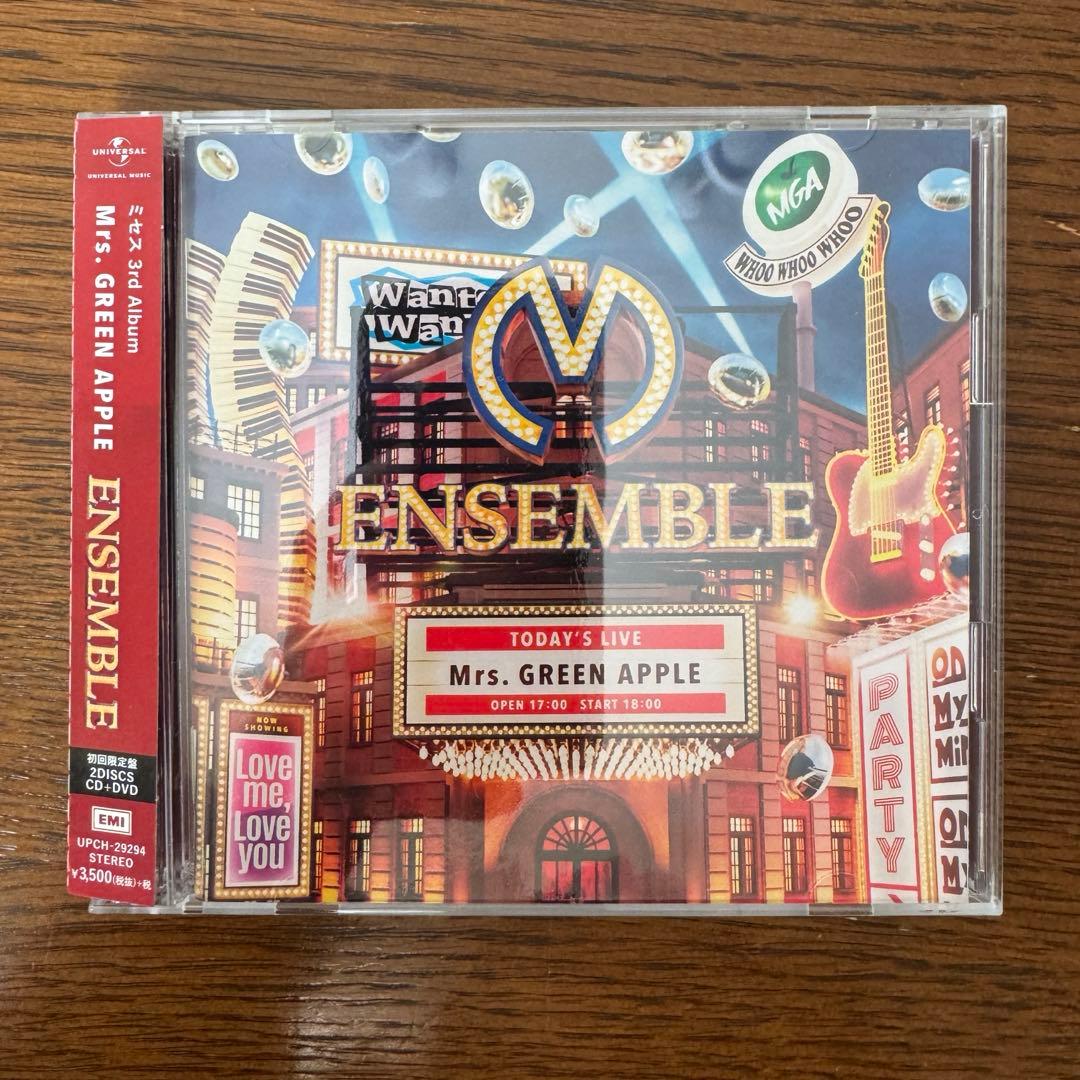 UNIVERSAL
UNIVERSAL MUSIC
ミセス 3rd Album
Mrs. GREEN APPLE
ENSEMBLE
初回限定盤
2DISCS
CD+DVD
EMI
UPCH-29294
STEREO
¥3,500(税抜)+税
MGA
WHOO WHOO WHOO
M
ENSEMBLE
TODAY'S LIVE
Mrs. GREEN APPLE
OPEN 17:00 START 18:00
NOW
SHOWING
Love
me,
Love
you
PARTY
On
My